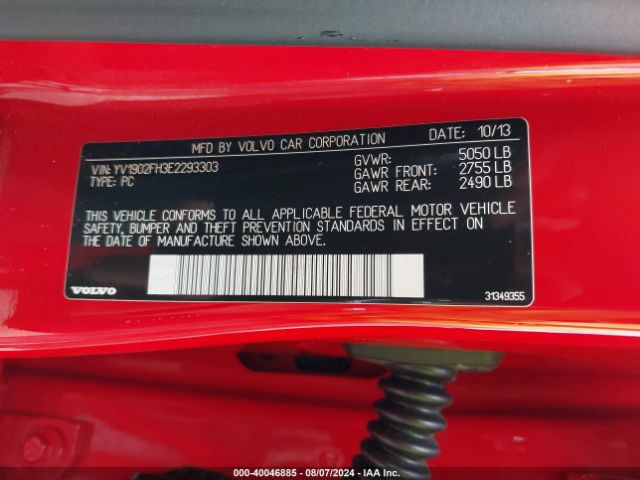 MFD BY VOLVO CAR CORPORATION DATE: 10/13
VIN: YV1902FH3E2293303 GVWR: 5050 LB
TYPE: PC GAWR FRONT: 2755 LB
GAWR REAR: 2490 LB
THIS VEHICLE CONFORMS TO ALL APPLICABLE FEDERAL MOTOR VEHICLE
SAFETY, BUMPER AND THEFT PREVENTION STANDARDS IN EFFECT ON
THE DATE OF MANUFACTURE SHOWN ABOVE.
VOLVO 31349355
000-40046885 - 08/07/2024 - IAA Inc.